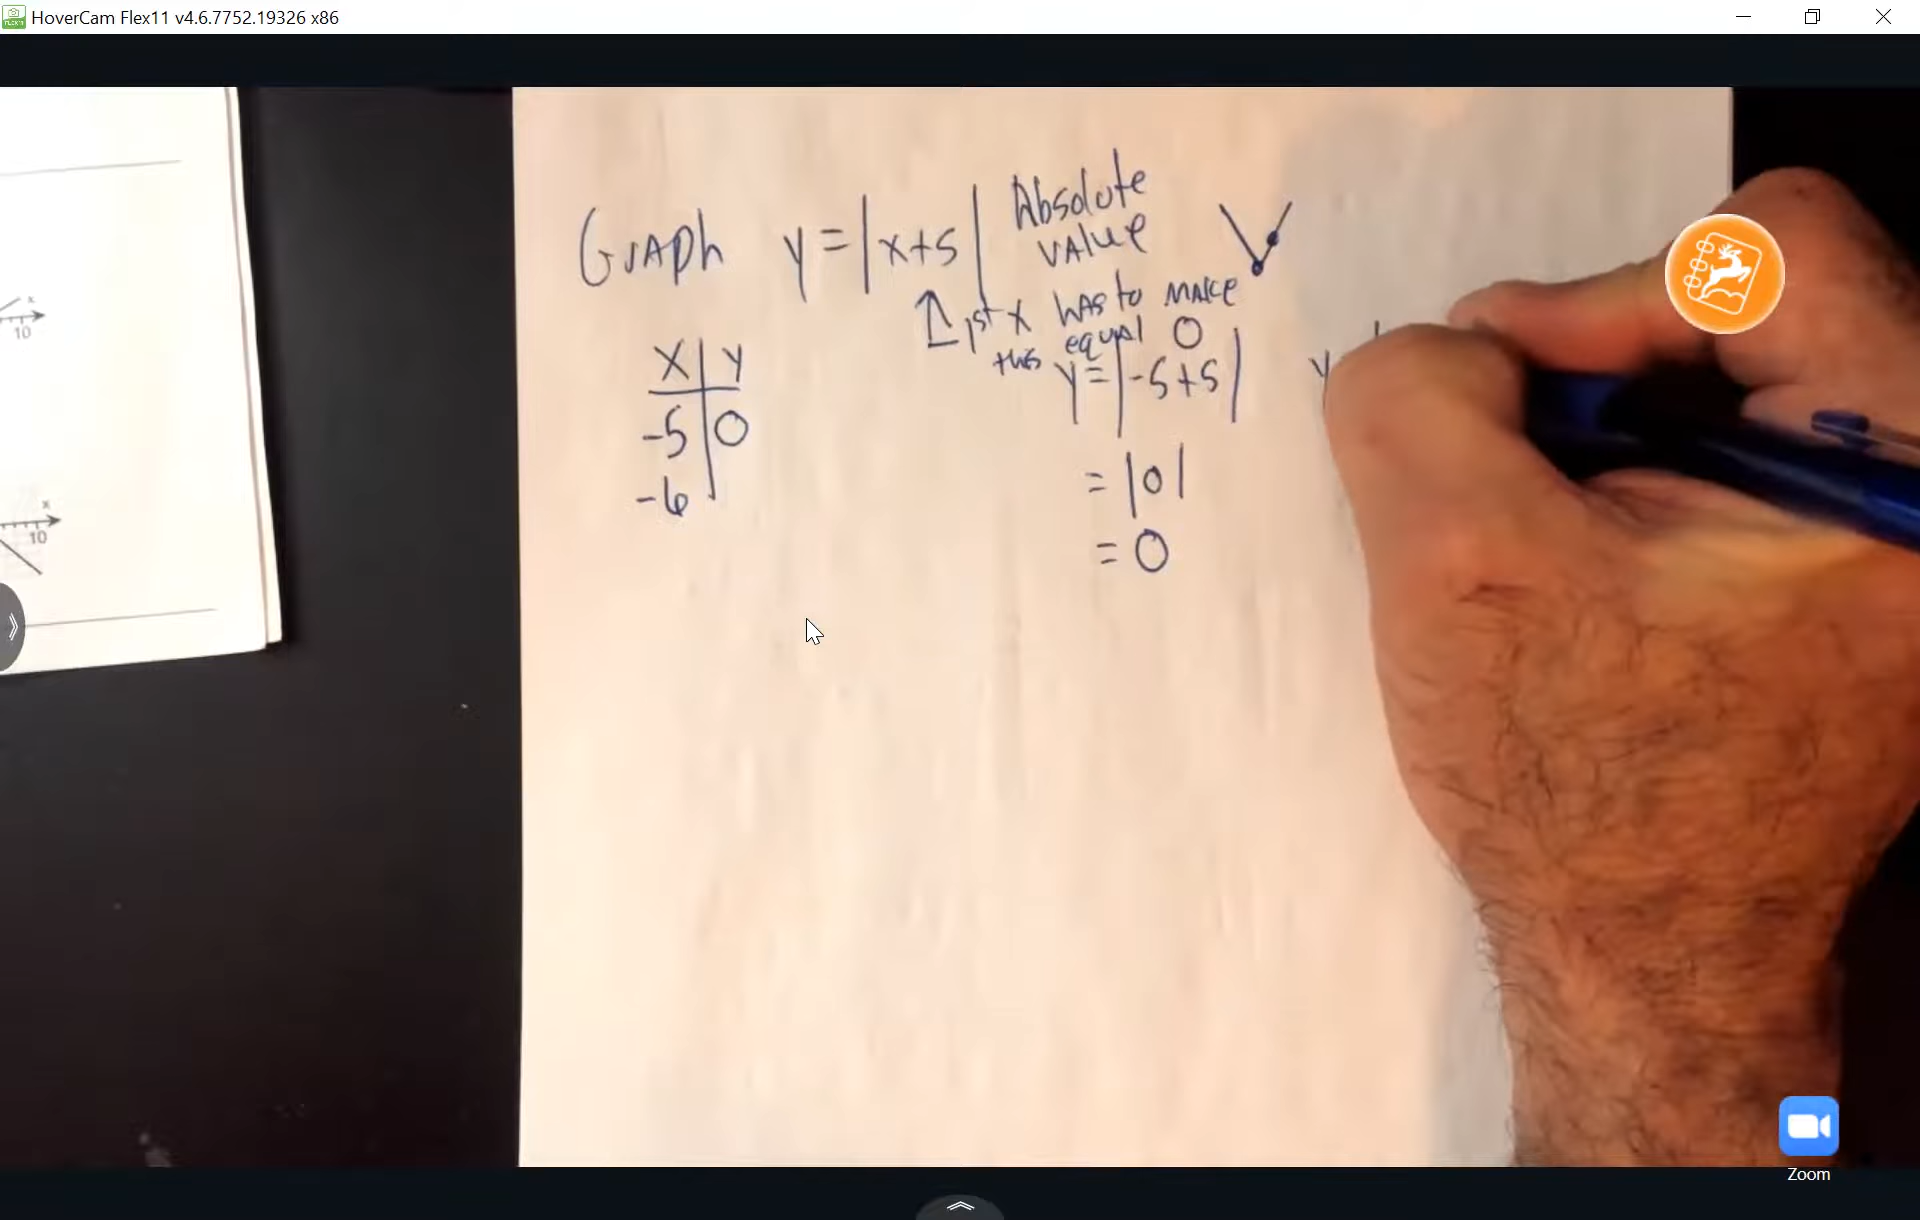 HoverCam Flex11 v4.6.7752.19326 x86
Graph y=|x+5| Absolute
value
1st x has to make
this equal 0
x y
-5 0
-6
y=|-5+5|
=|0|
=0
y
x
10
x
10
Zoom